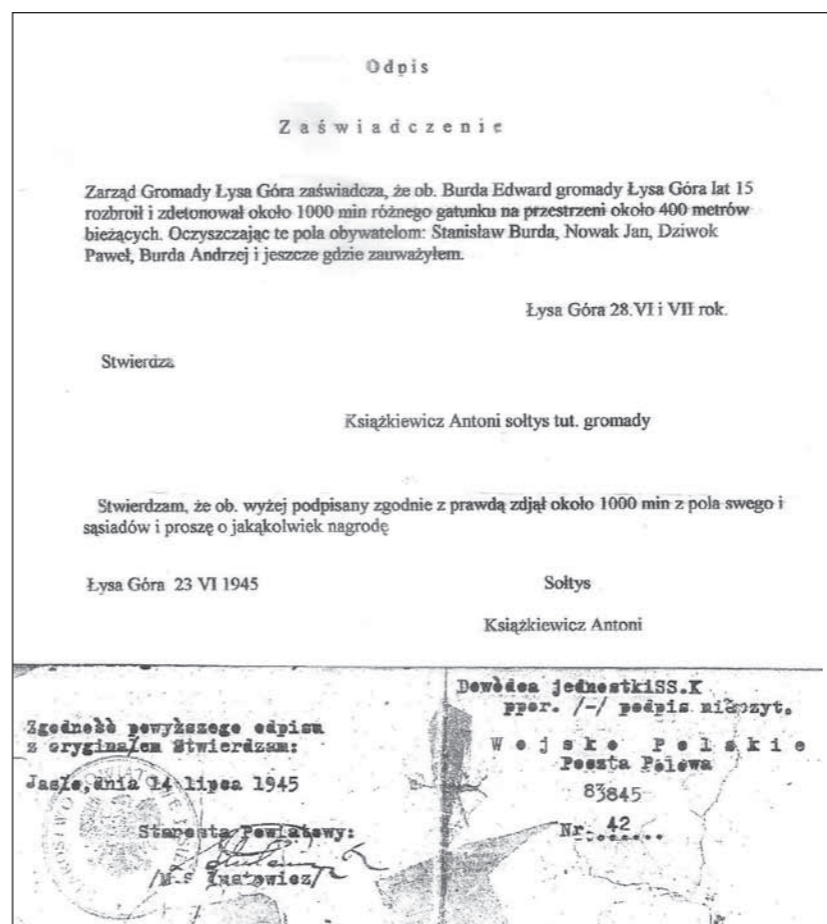 Odpis
Zaświadczenie
Zarząd Gromady Łysa Góra zaświadcza, że ob. Burda Edward gromady Łysa Góra lat 15
rozbroił i zdetonował około 1000 min różnego gatunku na przestrzeni około 400 metrów
bieżących. Oczyszczając te pola obywatelom: Stanisław Burda, Nowak Jan, Dziwok
Paweł, Burda Andrzej i jeszcze gdzie zauważyłem.
Łysa Góra 28.VI i VII rok.
Stwierdza
Książkiewicz Antoni sołtys tut. gromady
Stwierdzam, że ob. wyżej podpisany zgodnie z prawdą zdjął około 1000 min z pola swego i
sąsiadów i proszę o jakąkolwiek nagrodę
Łysa Góra 23 VI 1945
Sołtys
Książkiewicz Antoni
Zgodność powyższego odpisu
z oryginałem stwierdzam:
Jasło, dnia 14 lipca 1945
Starosta Powiatowy:
Dowódca jednostkiSS.K
ppor. /-/ podpis nieczyt.
Wojsko Polskie
Poczta Polowa
83845
Nr. 42